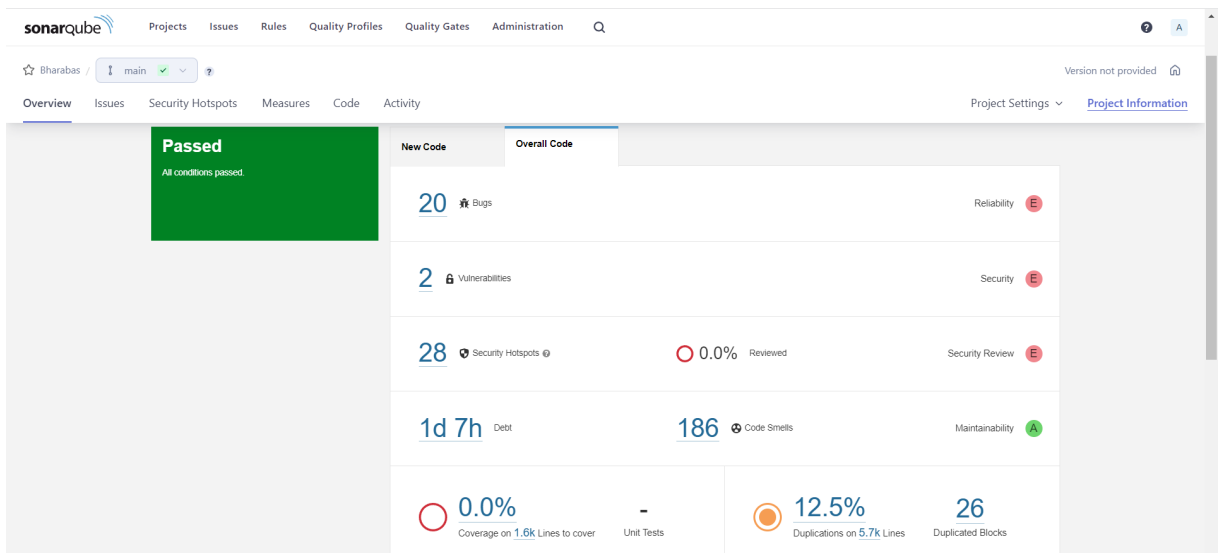 sonarqube Projects Issues Rules Quality Profiles Quality Gates Administration ? A
Bharabas / main ? Version not provided
Overview Issues Security Hotspots Measures Code Activity Project Settings Project Information
Passed
All conditions passed.
New Code Overall Code
20 Bugs Reliability E
2 Vulnerabilities Security E
28 Security Hotspots ? 0.0% Reviewed Security Review E
1d 7h Debt 186 Code Smells Maintainability A
0.0% - 12.5% 26
Coverage on 1.6k Lines to cover Unit Tests Duplications on 5.7k Lines Duplicated Blocks